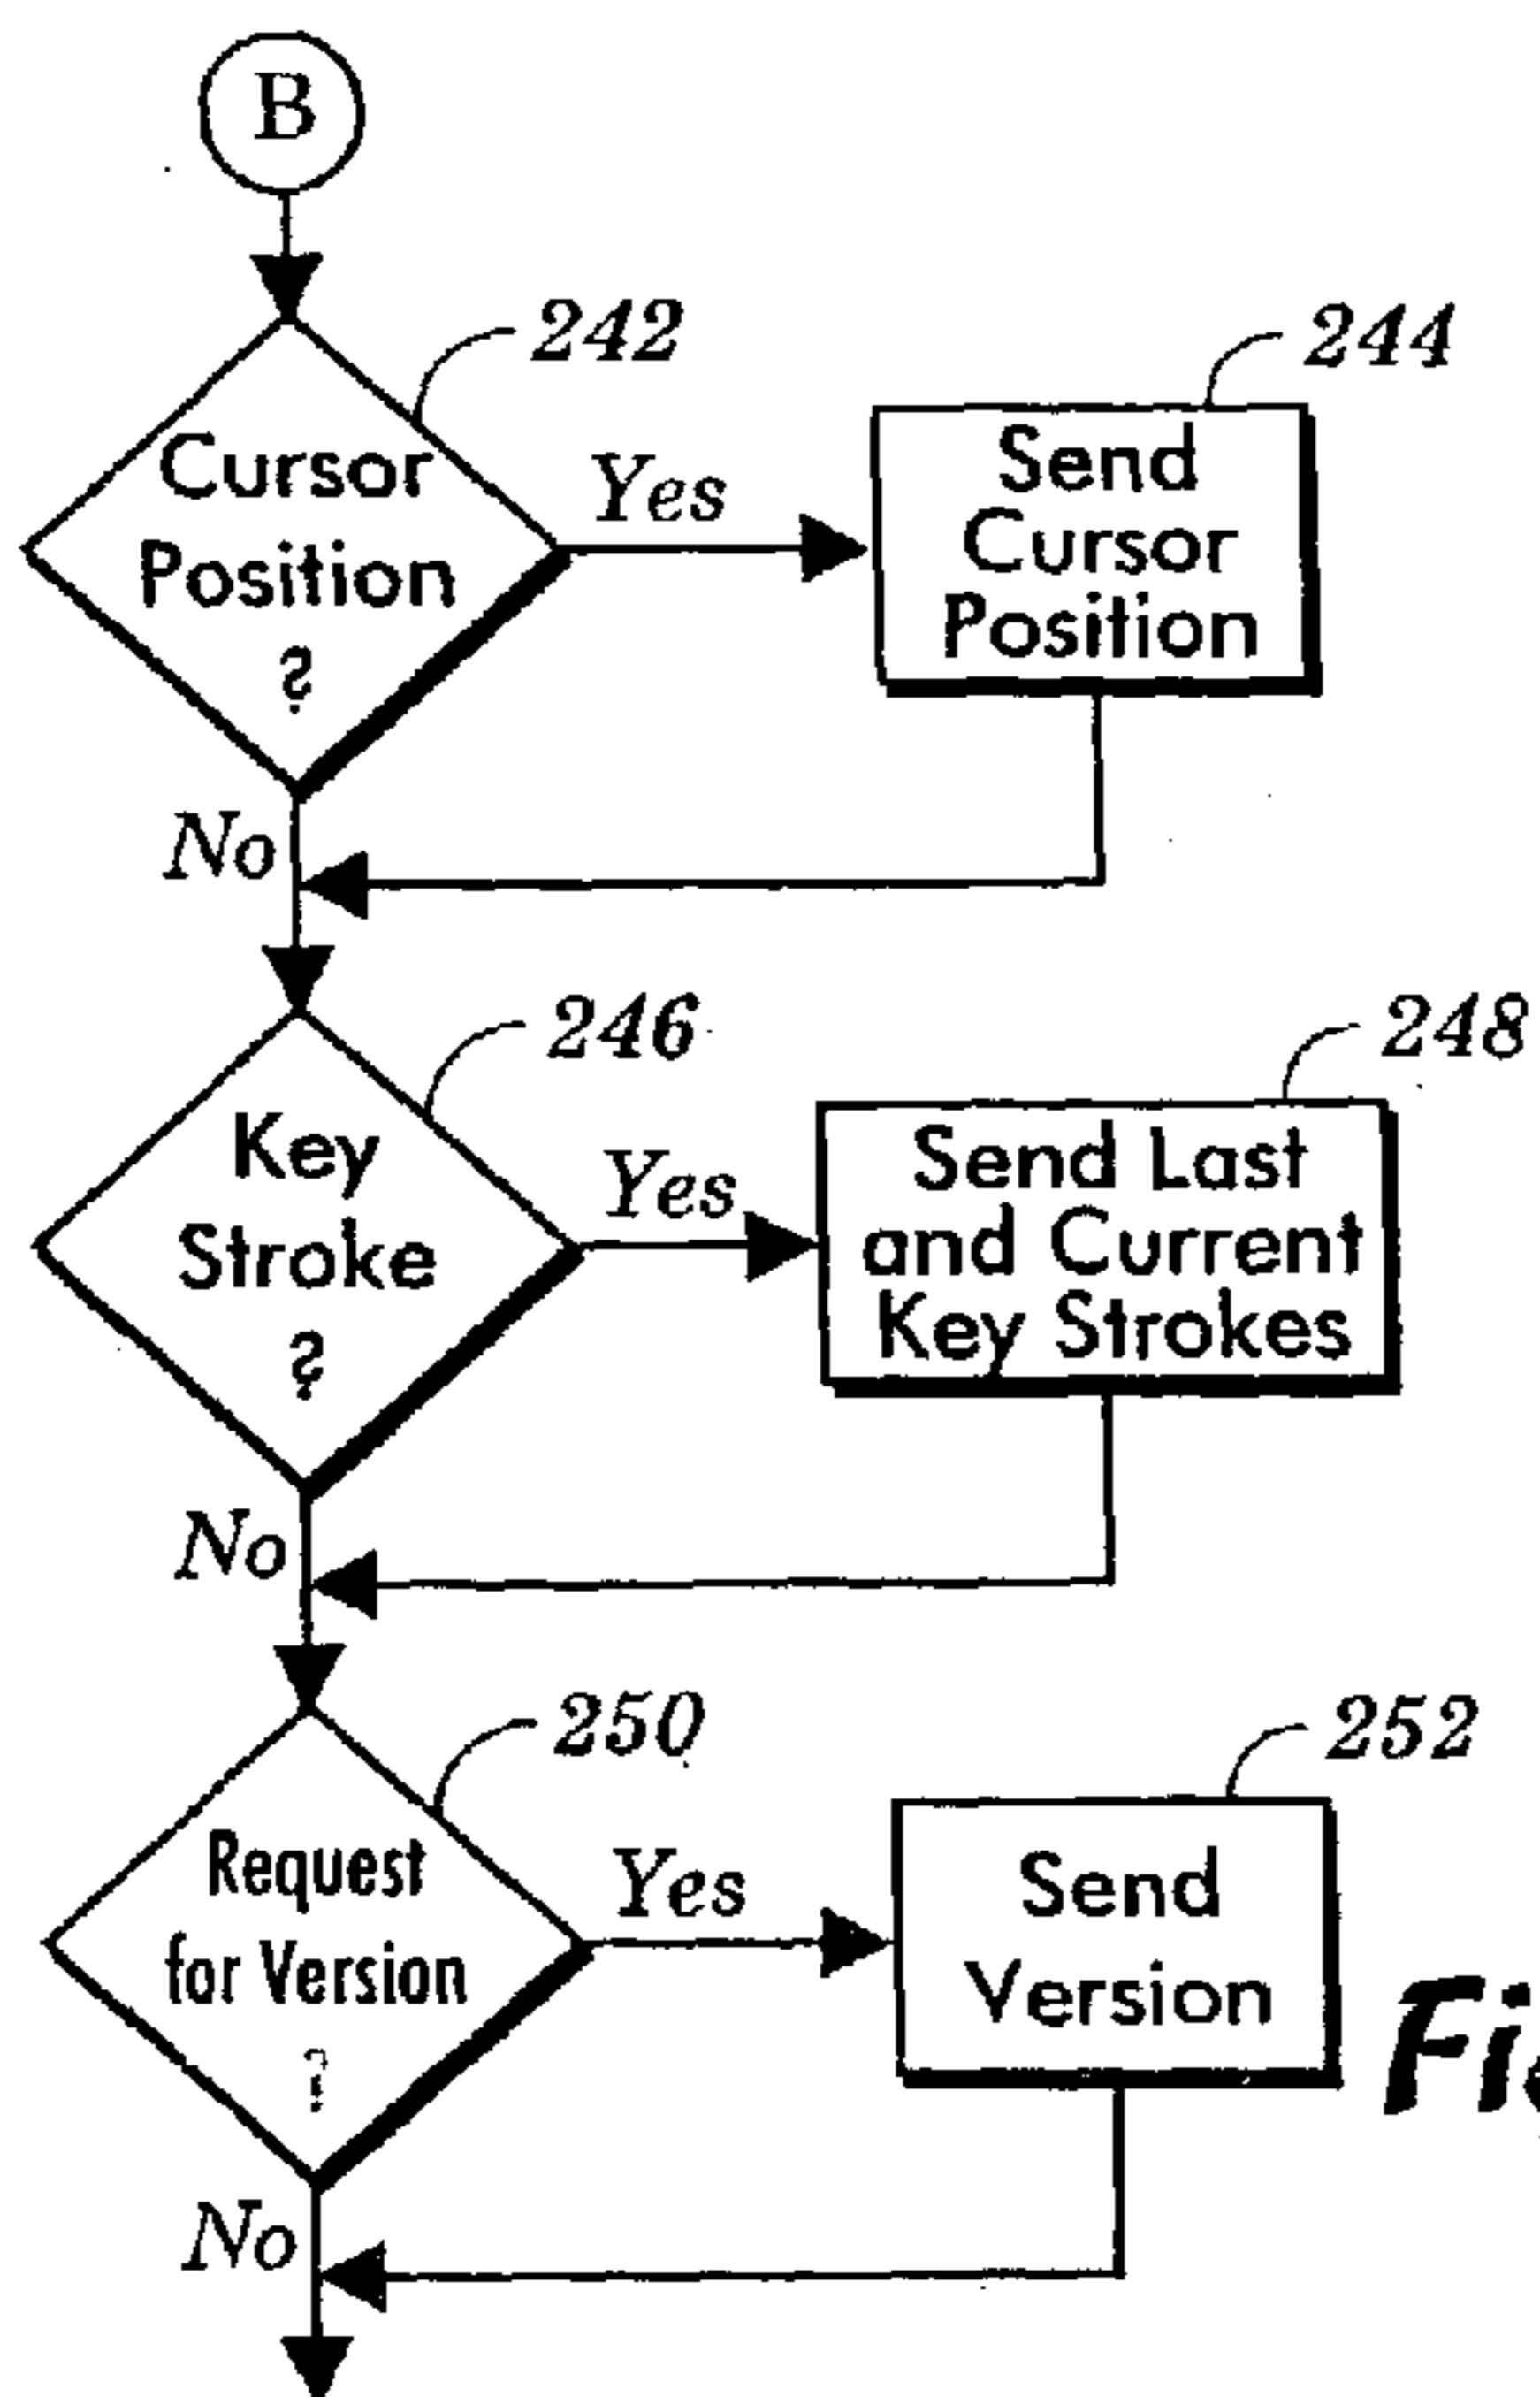 B
242
Cursor
Position
?
Yes
244
Send
Cursor
Position
No
246
Key
Stroke
?
Yes
248
Send Last
and Current
Key Strokes
No
250
Request
for Version
?
Yes
252
Send
Version
No